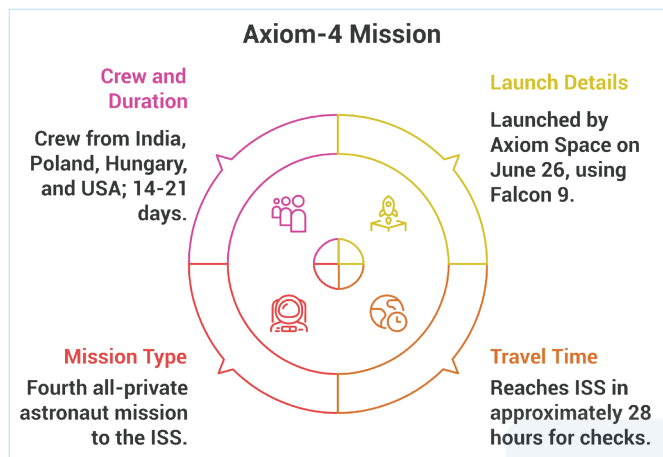 Axiom-4 Mission
Crew and
Duration
Crew from India,
Poland, Hungary,
and USA; 14-21
days.
Launch Details
Launched by
Axiom Space on
June 26, using
Falcon 9.
Mission Type
Fourth all-private
astronaut mission
to the ISS.
Travel Time
Reaches ISS in
approximately 28
hours for checks.